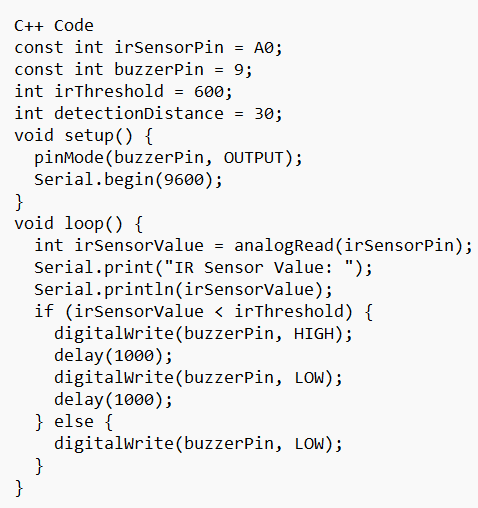 C++ Code
const int irSensorPin = A0;
const int buzzerPin = 9;
int irThreshold = 600;
int detectionDistance = 30;
void setup() {
  pinMode(buzzerPin, OUTPUT);
  Serial.begin(9600);
}
void loop() {
  int irSensorValue = analogRead(irSensorPin);
  Serial.print("IR Sensor Value: ");
  Serial.println(irSensorValue);
  if (irSensorValue < irThreshold) {
    digitalWrite(buzzerPin, HIGH);
    delay(1000);
    digitalWrite(buzzerPin, LOW);
    delay(1000);
  } else {
    digitalWrite(buzzerPin, LOW);
  }
}